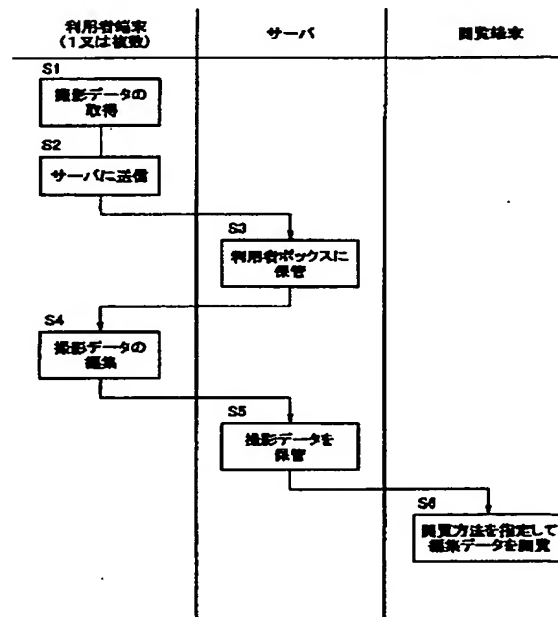 利用者端末
(1又は複数)
サーバ
閲覧端末
S1
撮影データの
取得
S2
サーバに送信
S3
利用者ボックスに
保管
S4
撮影データの
編集
S5
撮影データを
保管
S6
閲覧方法を指定して
編集データを閲覧